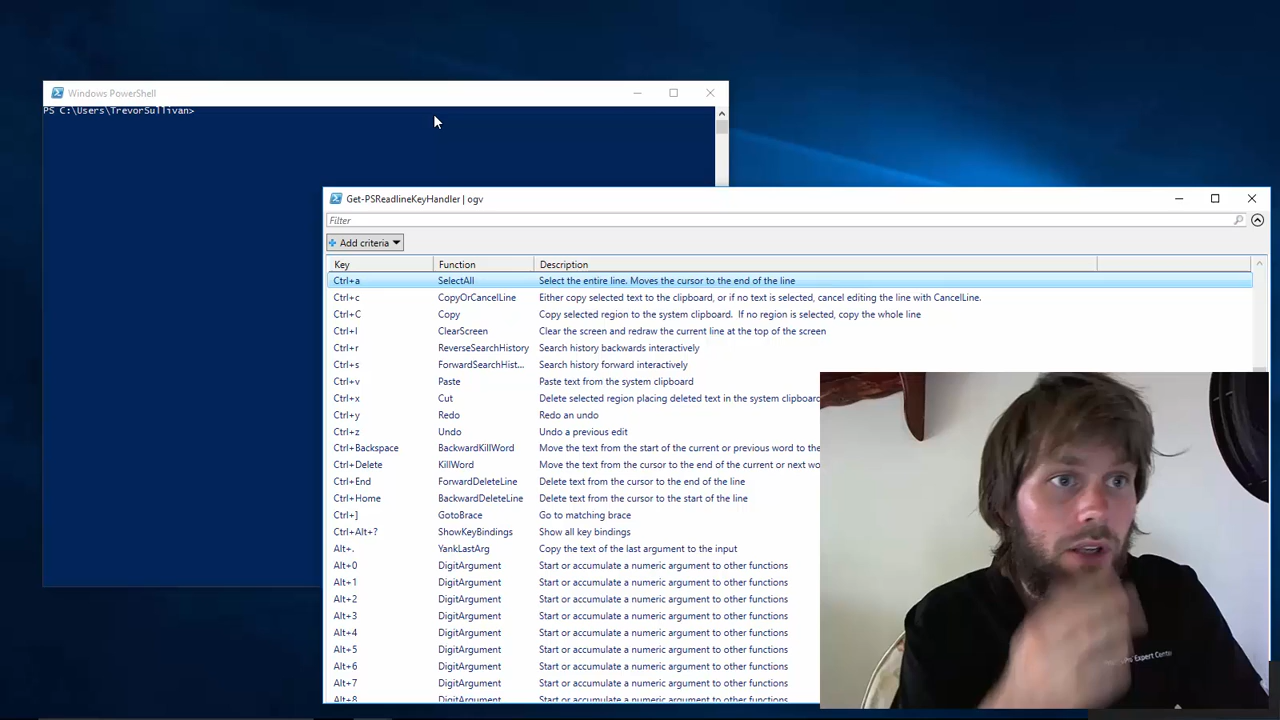 Windows PowerShell
PS C:\Users\TrevorSullivan>
Get-PSReadlineKeyHandler | ogv
Filter
Add criteria
Key Function Description
Ctrl+a SelectAll Select the entire line. Moves the cursor to the end of the line
Ctrl+c CopyOrCancelLine Either copy selected text to the clipboard, or if no text is selected, cancel editing the line with CancelLine.
Ctrl+C Copy Copy selected region to the system clipboard. If no region is selected, copy the whole line
Ctrl+l ClearScreen Clear the screen and redraw the current line at the top of the screen
Ctrl+r ReverseSearchHistory Search history backwards interactively
Ctrl+s ForwardSearchHist... Search history forward interactively
Ctrl+v Paste Paste text from the system clipboard
Ctrl+x Cut Delete selected region placing deleted text in the system clipboard
Ctrl+y Redo Redo an undo
Ctrl+z Undo Undo a previous edit
Ctrl+Backspace BackwardKillWord Move the text from the start of the current or previous word to the
Ctrl+Delete KillWord Move the text from the cursor to the end of the current or next wo
Ctrl+End ForwardDeleteLine Delete text from the cursor to the end of the line
Ctrl+Home BackwardDeleteLine Delete text from the cursor to the start of the line
Ctrl+] GotoBrace Go to matching brace
Ctrl+Alt+? ShowKeyBindings Show all key bindings
Alt+. YankLastArg Copy the text of the last argument to the input
Alt+0 DigitArgument Start or accumulate a numeric argument to other functions
Alt+1 DigitArgument Start or accumulate a numeric argument to other functions
Alt+2 DigitArgument Start or accumulate a numeric argument to other functions
Alt+3 DigitArgument Start or accumulate a numeric argument to other functions
Alt+4 DigitArgument Start or accumulate a numeric argument to other functions
Alt+5 DigitArgument Start or accumulate a numeric argument to other functions
Alt+6 DigitArgument Start or accumulate a numeric argument to other functions
Alt+7 DigitArgument Start or accumulate a numeric argument to other functions
Alt+8 DigitArgument Start or accumulate a numeric argument to other functions
Expert Center